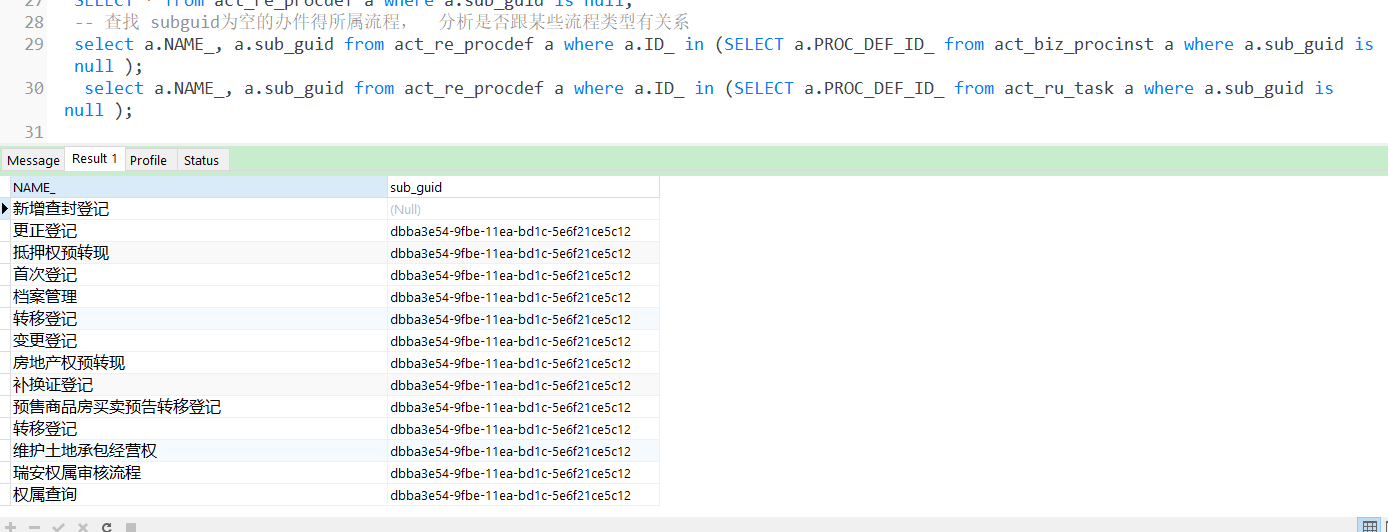 27 SELECT * from act_re_procdef a where a.sub_guid is null;
28 -- 查找 subguid为空的办件得所属流程， 分析是否跟某些流程类型有关系
29 select a.NAME_, a.sub_guid from act_re_procdef a where a.ID_ in (SELECT a.PROC_DEF_ID_ from act_biz_procinst a where a.sub_guid is
null );
30 select a.NAME_, a.sub_guid from act_re_procdef a where a.ID_ in (SELECT a.PROC_DEF_ID_ from act_ru_task a where a.sub_guid is
null );
31
Message Result 1 Profile Status
NAME_ sub_guid
新增查封登记 (Null)
更正登记 dbba3e54-9fbe-11ea-bd1c-5e6f21ce5c12
抵押权预转现 dbba3e54-9fbe-11ea-bd1c-5e6f21ce5c12
首次登记 dbba3e54-9fbe-11ea-bd1c-5e6f21ce5c12
档案管理 dbba3e54-9fbe-11ea-bd1c-5e6f21ce5c12
转移登记 dbba3e54-9fbe-11ea-bd1c-5e6f21ce5c12
变更登记 dbba3e54-9fbe-11ea-bd1c-5e6f21ce5c12
房地产权预转现 dbba3e54-9fbe-11ea-bd1c-5e6f21ce5c12
补换证登记 dbba3e54-9fbe-11ea-bd1c-5e6f21ce5c12
预售商品房买卖预告转移登记 dbba3e54-9fbe-11ea-bd1c-5e6f21ce5c12
转移登记 dbba3e54-9fbe-11ea-bd1c-5e6f21ce5c12
维护土地承包经营权 dbba3e54-9fbe-11ea-bd1c-5e6f21ce5c12
瑞安权属审核流程 dbba3e54-9fbe-11ea-bd1c-5e6f21ce5c12
权属查询 dbba3e54-9fbe-11ea-bd1c-5e6f21ce5c12